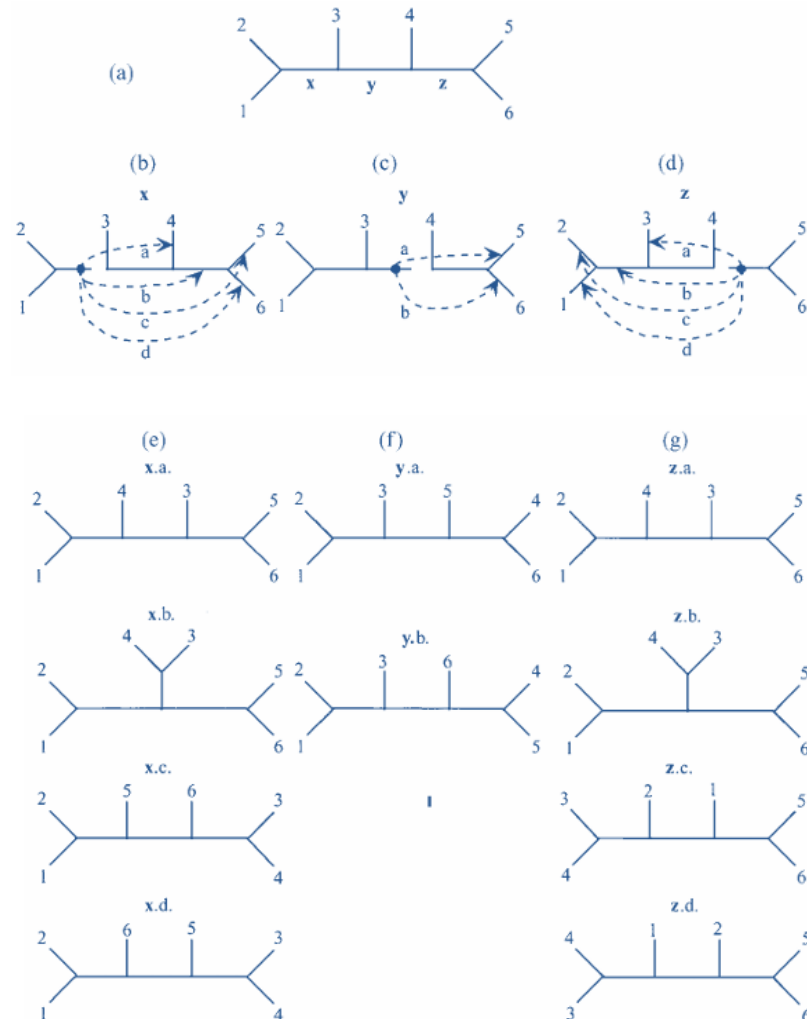 2 3 4 5
(a)
x y z
1 6
(b) (c) (d)
x y z
2 3 4 5 2 3 4 5 2 3 4 5
a a a
b b
c b c
d d
1 6 1 6 1 6
(e) (f) (g)
x.a. y.a. z.a.
2 4 3 5 2 3 5 4 2 4 3 5
1 6 1 6 1 6
x.b. y.b. z.b.
4 3 4 3
2 5 2 3 6 4 2 5
1 6 1 5 1 6
x.c. z.c.
2 5 6 3 3 2 1 5
1 4 4 6
x.d. z.d.
2 6 5 3 4 1 2 5
1 4 3 6